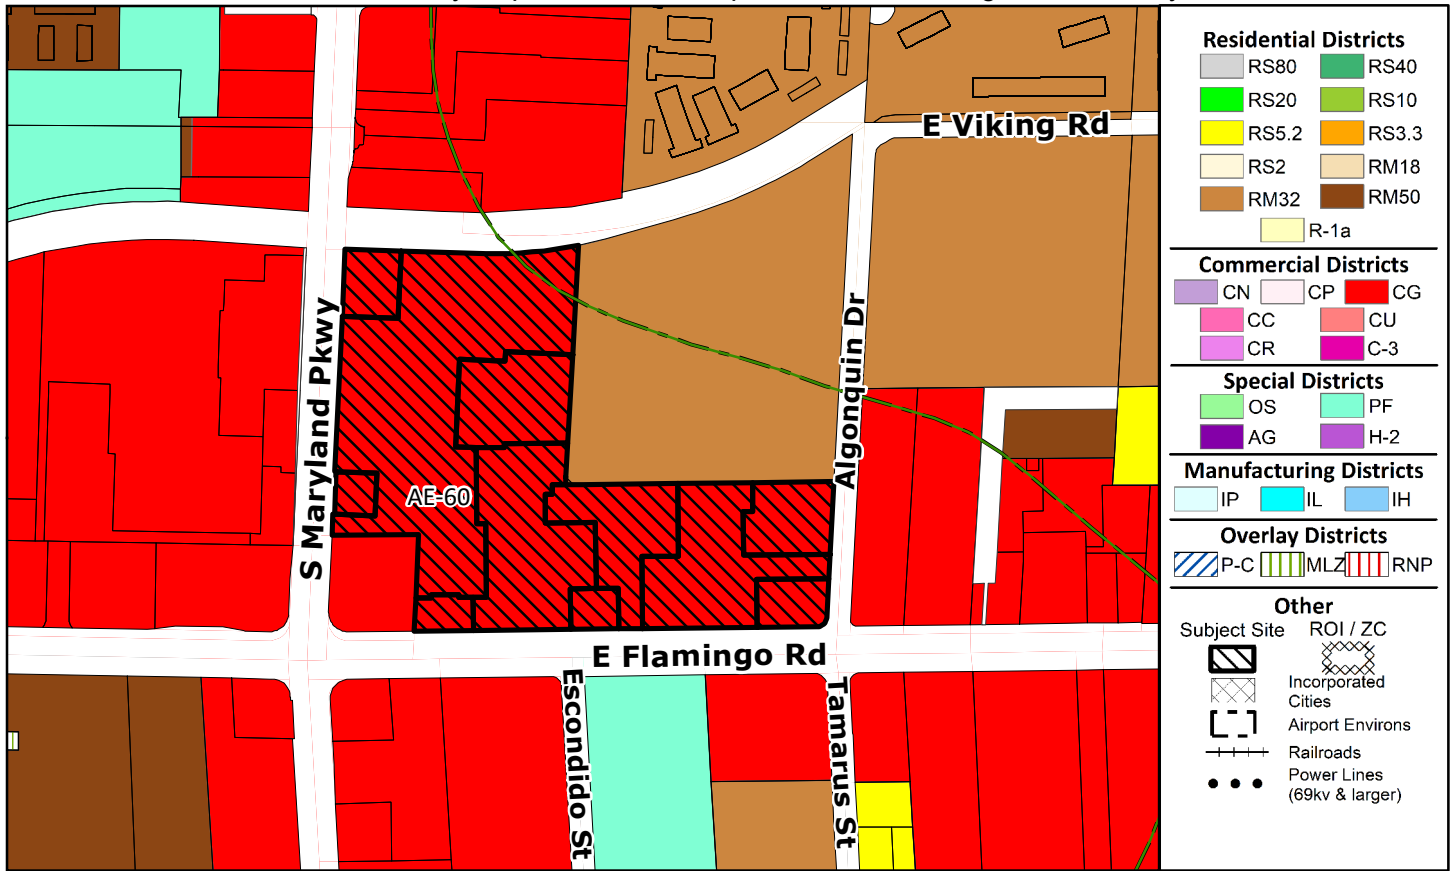 E Viking Rd
S Maryland Pkwy
Algonquin Dr
AE-60
E Flamingo Rd
Escondido St
Tamarus St
Residential Districts
RS80 RS40
RS20 RS10
RS5.2 RS3.3
RS2 RM18
RM32 RM50
R-1a
Commercial Districts
CN CP CG
CC CU
CR C-3
Special Districts
OS PF
AG H-2
Manufacturing Districts
IP IL IH
Overlay Districts
P-C MLZ RNP
Other
Subject Site ROI / ZC
Incorporated
Cities
Airport Environs
Railroads
Power Lines
(69kv & larger)